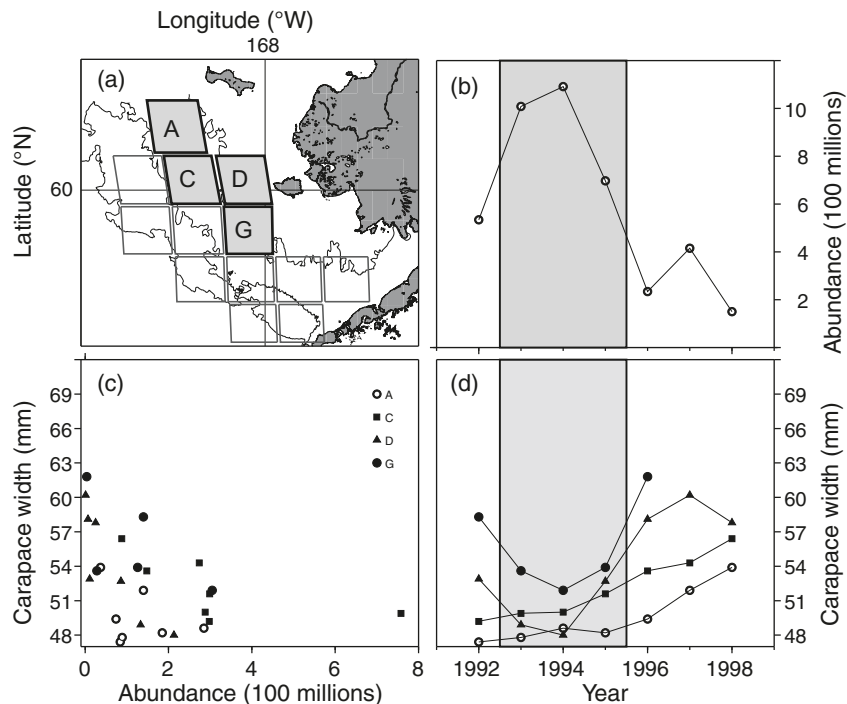 Longitude (°W)
168
(a)
A
C
D
G
60
Latitude (°N)
(b)
10
8
6
4
2
Abundance (100 millions)
(c)
A
C
D
G
69
66
63
60
57
54
51
48
Carapace width (mm)
0
2
4
6
8
Abundance (100 millions)
(d)
69
66
63
60
57
54
51
48
Carapace width (mm)
1992
1994
1996
1998
Year